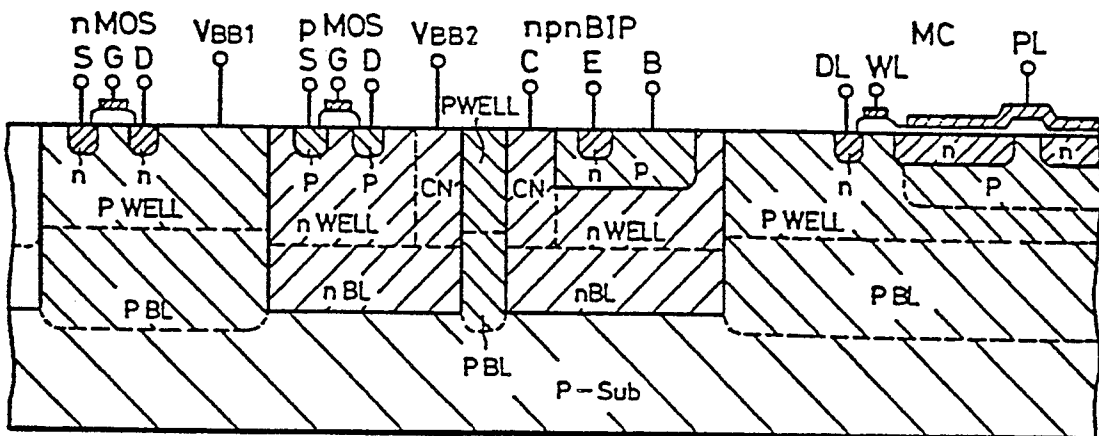 nMOS VBB1 pMOS VBB2 npnBIP MC
S G D S G D C E B DL WL PL
PWELL
n n P P CN CN n P n n n
P
P WELL n WELL n WELL P WELL
P BL n BL nBL P BL
P BL
P-Sub